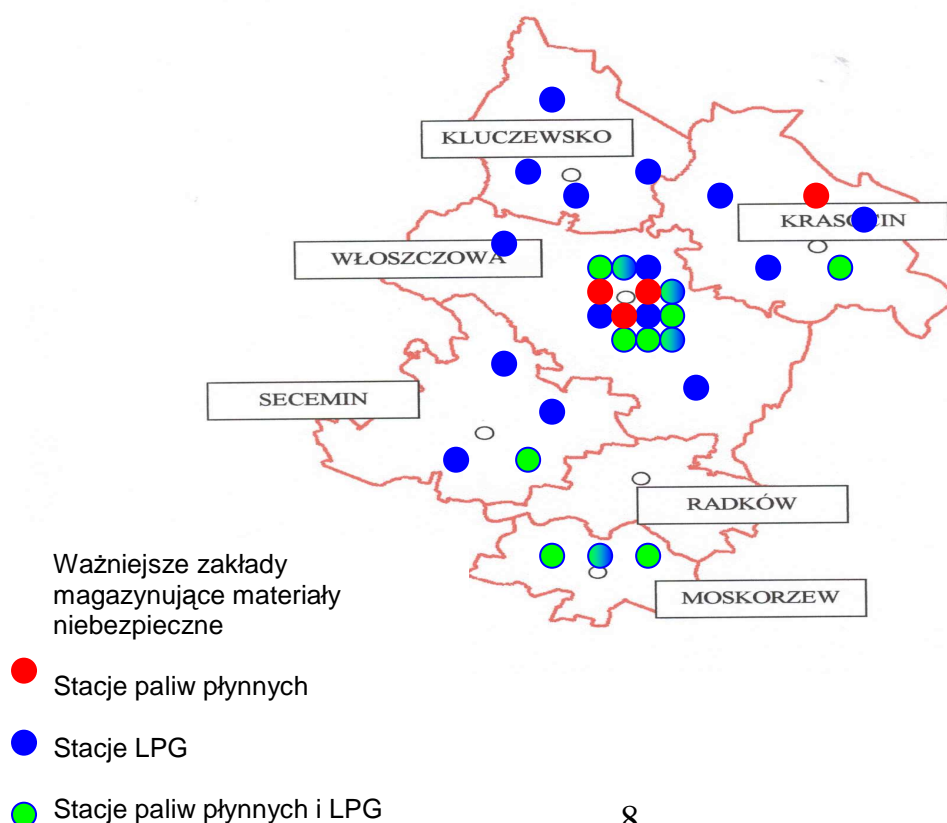 KLUCZEWSKO
KRASOCIN
WŁOSZCZOWA
SECEMIN
RADKÓW
MOSKORZEW
Ważniejsze zakłady
magazynujące materiały
niebezpieczne
Stacje paliw płynnych
Stacje LPG
Stacje paliw płynnych i LPG
8